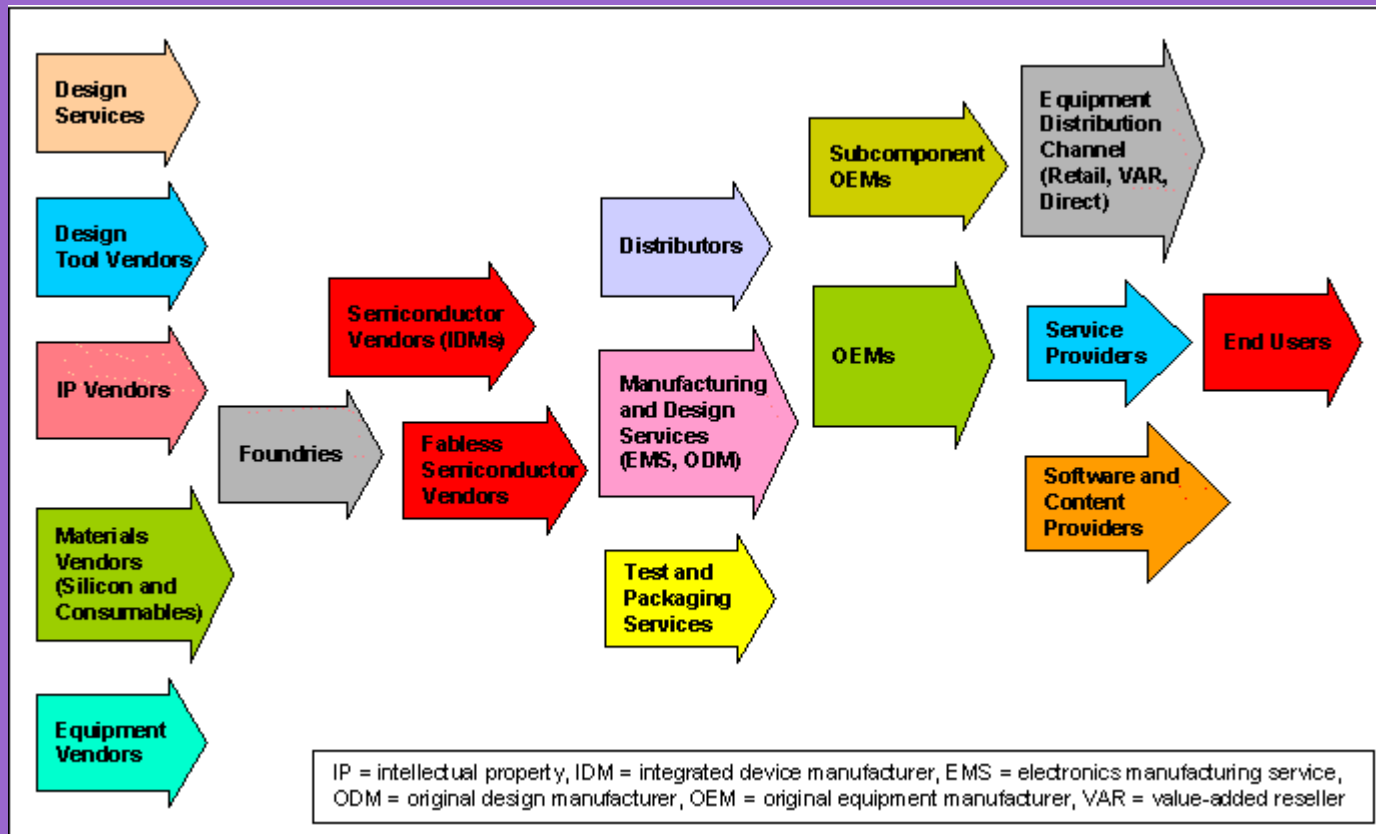 Design
Services
Design
Tool Vendors
IP Vendors
Materials
Vendors
(Silicon and
Consumables)
Equipment
Vendors
Foundries
Semiconductor
Vendors (IDMs)
Fabless
Semiconductor
Vendors
Distributors
Manufacturing
and Design
Services
(EMS, ODM)
Test and
Packaging
Services
Subcomponent
OEMs
OEMs
Equipment
Distribution
Channel
(Retail, VAR,
Direct)
Service
Providers
Software and
Content
Providers
End Users
IP = intellectual property, IDM = integrated device manufacturer, EMS = electronics manufacturing service,
ODM = original design manufacturer, OEM = original equipment manufacturer, VAR = value-added reseller